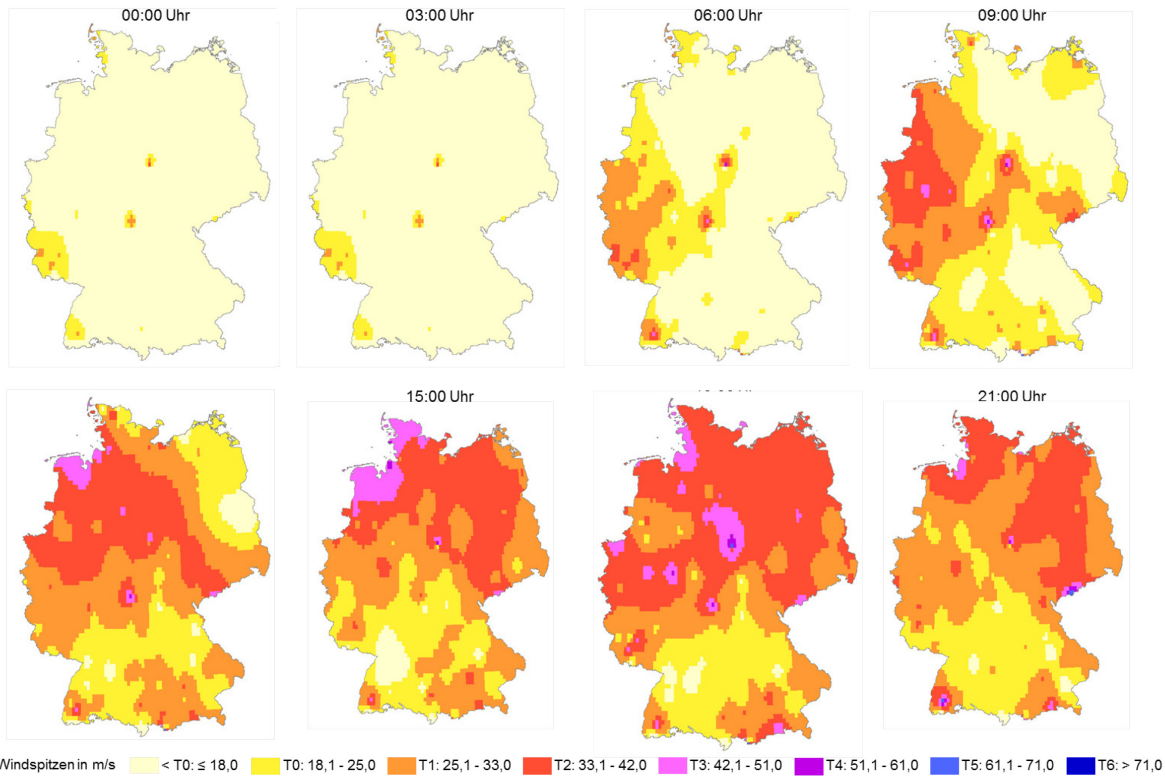 00:00 Uhr 03:00 Uhr 06:00 Uhr 09:00 Uhr
15:00 Uhr 21:00 Uhr
Windspitzen in m/s < T0: ≤ 18,0 T0: 18,1 - 25,0 T1: 25,1 - 33,0 T2: 33,1 - 42,0 T3: 42,1 - 51,0 T4: 51,1 - 61,0 T5: 61,1 - 71,0 T6: > 71,0